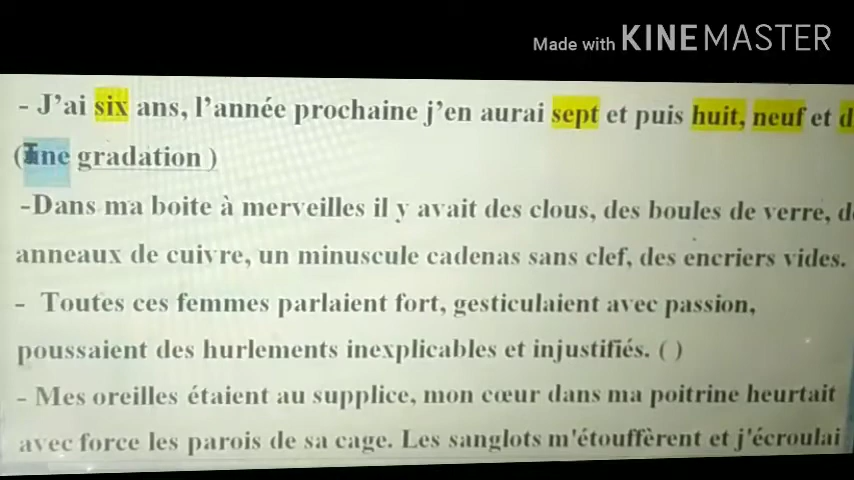 Made with KINEMASTER
- J'ai six ans, l'année prochaine j'en aurai sept et puis huit, neuf et d
(une gradation )
-Dans ma boite à merveilles il y avait des clous, des boules de verre, d
anneaux de cuivre, un minuscule cadenas sans clef, des encriers vides.
- Toutes ces femmes parlaient fort, gesticulaient avec passion,
poussaient des hurlements inexplicables et injustifiés. ( )
- Mes oreilles étaient au supplice, mon cœur dans ma poitrine heurtait
avec force les parois de sa cage. Les sanglots m'étouffèrent et j'écroulai